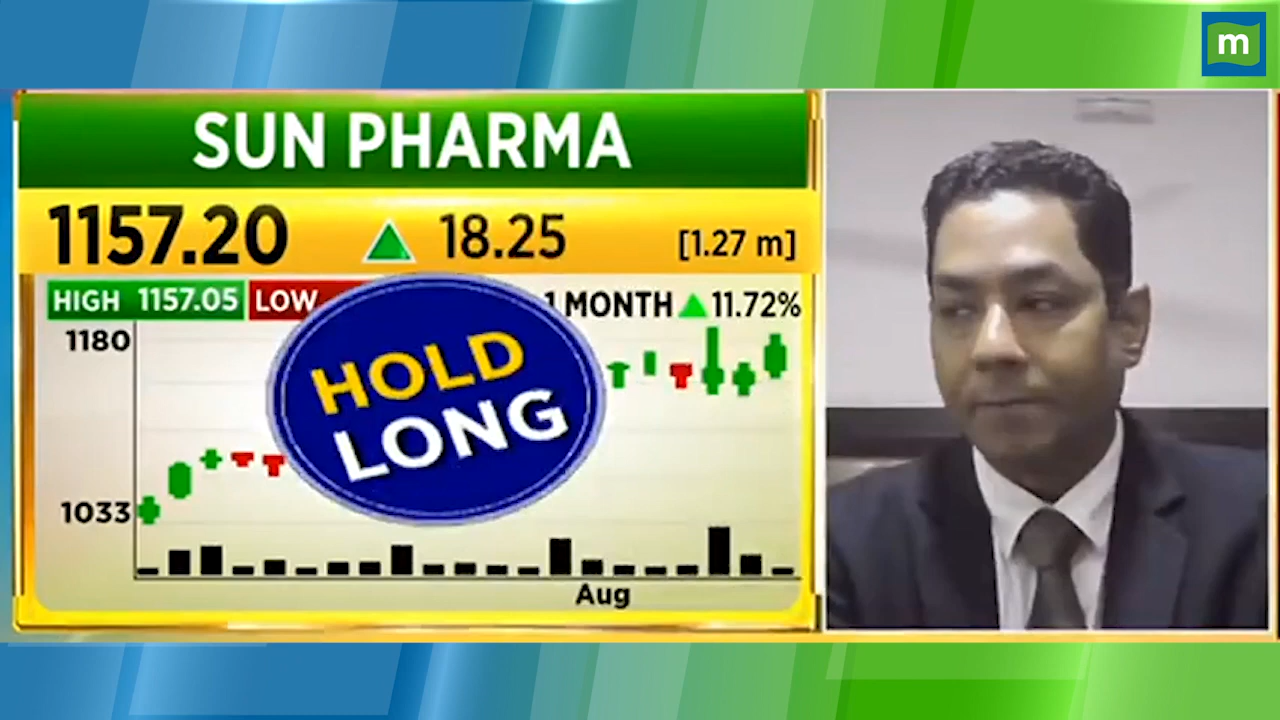 m
SUN PHARMA
1157.20 18.25 [1.27 m]
HIGH 1157.05 LOW 1 MONTH 11.72%
1180
HOLD
LONG
1033
Aug